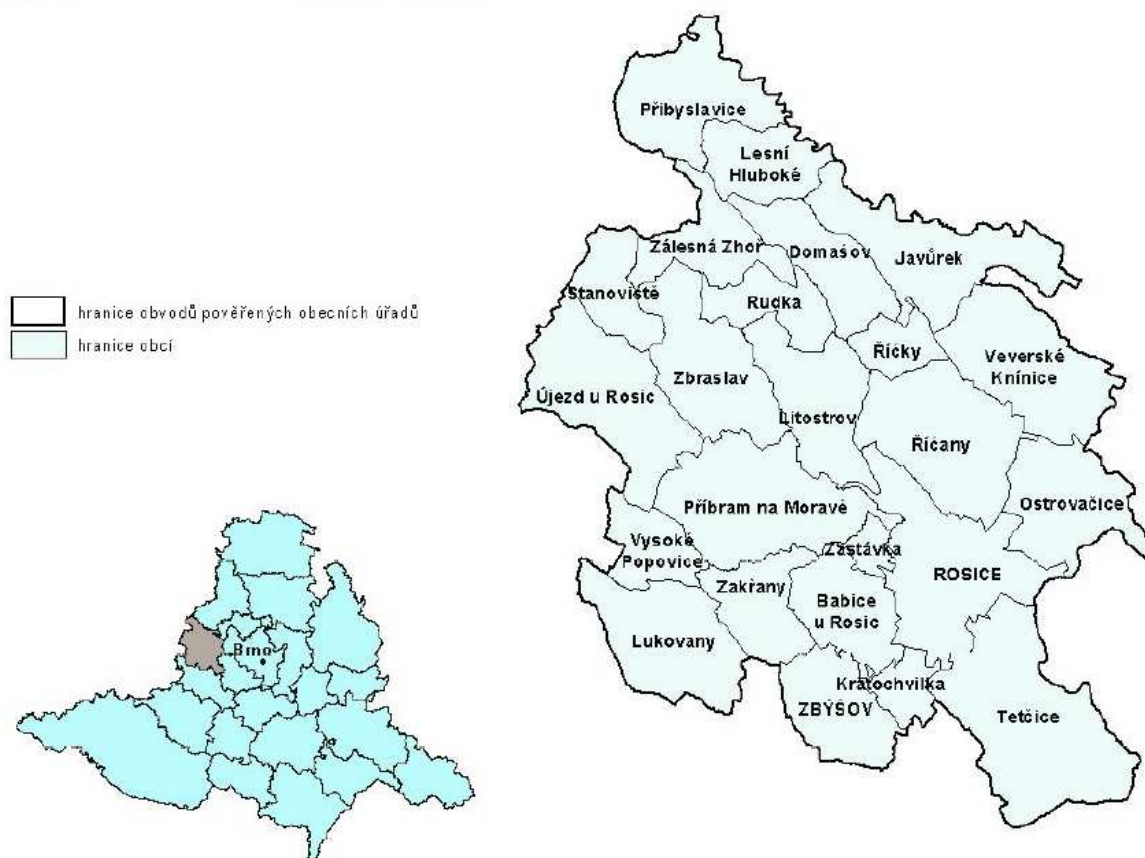 Přibyslavice
Lesní
Hluboké
Zálesná Zhoř
Domašov
Javůrek
Stanoviště
Rudka
hranice obvodů pověřených obecních úřadů
hranice obcí
Říčky
Veverské
Knínice
Zbraslav
Újezd u Rosic
Litostrov
Říčany
Příbram na Moravě
Ostrovačice
Vysoké
Popovice
Zastávka
ROSICE
Zakřany
Babice
u Rosic
Lukovany
Brno
Kratochvilka
ZBÝŠOV
Tetčice